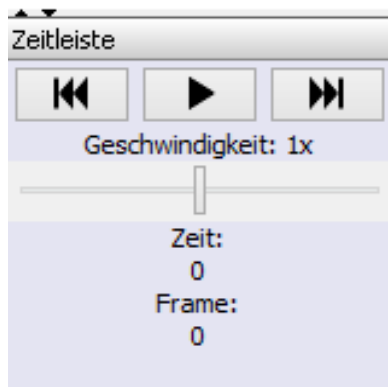 Zeitleiste
Geschwindigkeit: 1x
Zeit:
0
Frame:
0